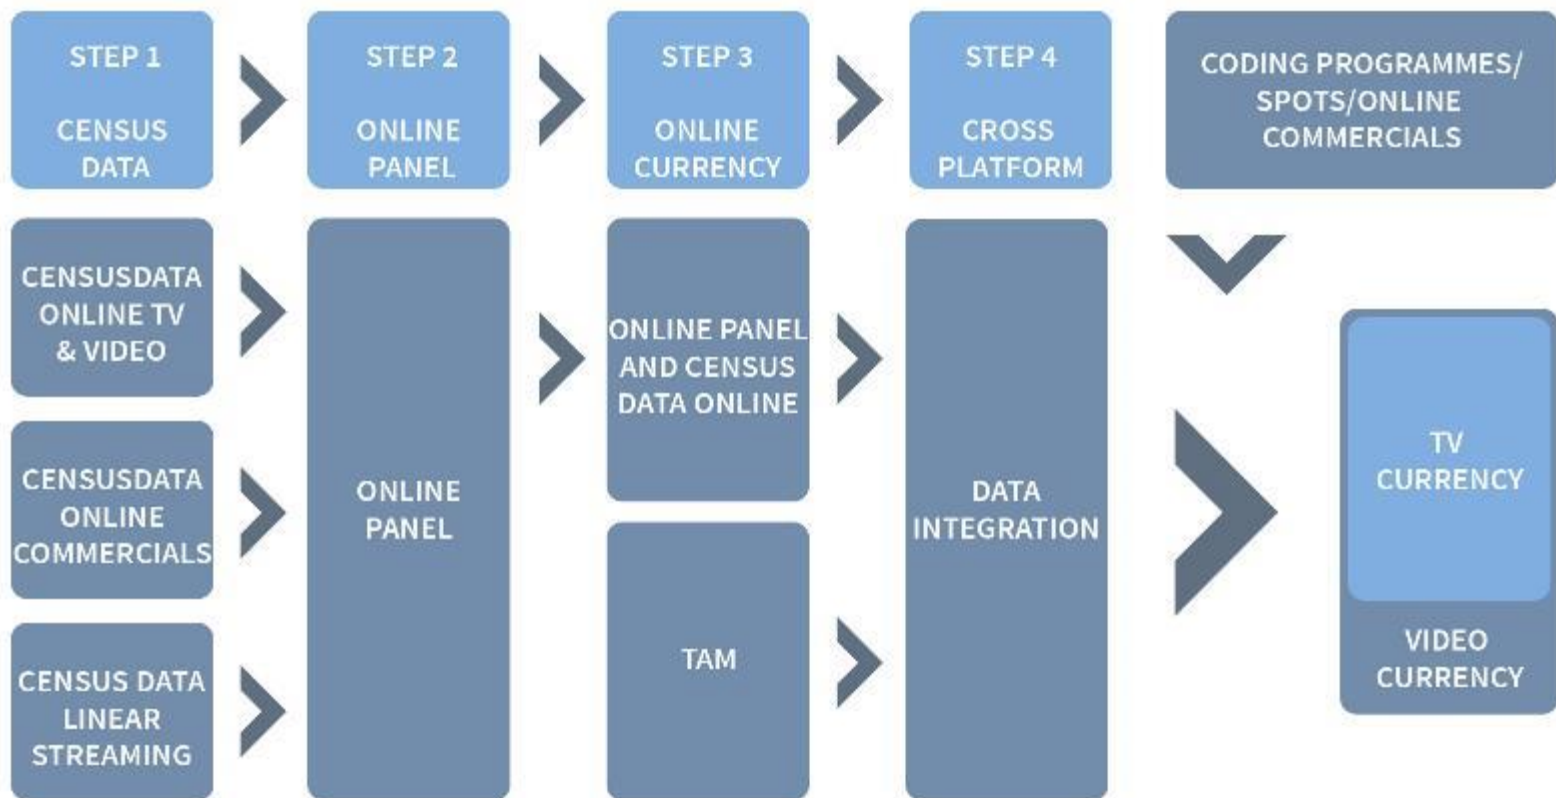 STEP 1
CENSUS
DATA
STEP 2
ONLINE
PANEL
STEP 3
ONLINE
CURRENCY
STEP 4
CROSS
PLATFORM
CODING PROGRAMMES/
SPOTS/ONLINE
COMMERCIALS
CENSUSDATA
ONLINE TV
& VIDEO
CENSUSDATA
ONLINE
COMMERCIALS
CENSUS DATA
LINEAR
STREAMING
ONLINE
PANEL
ONLINE PANEL
AND CENSUS
DATA ONLINE
TAM
DATA
INTEGRATION
TV
CURRENCY
VIDEO
CURRENCY